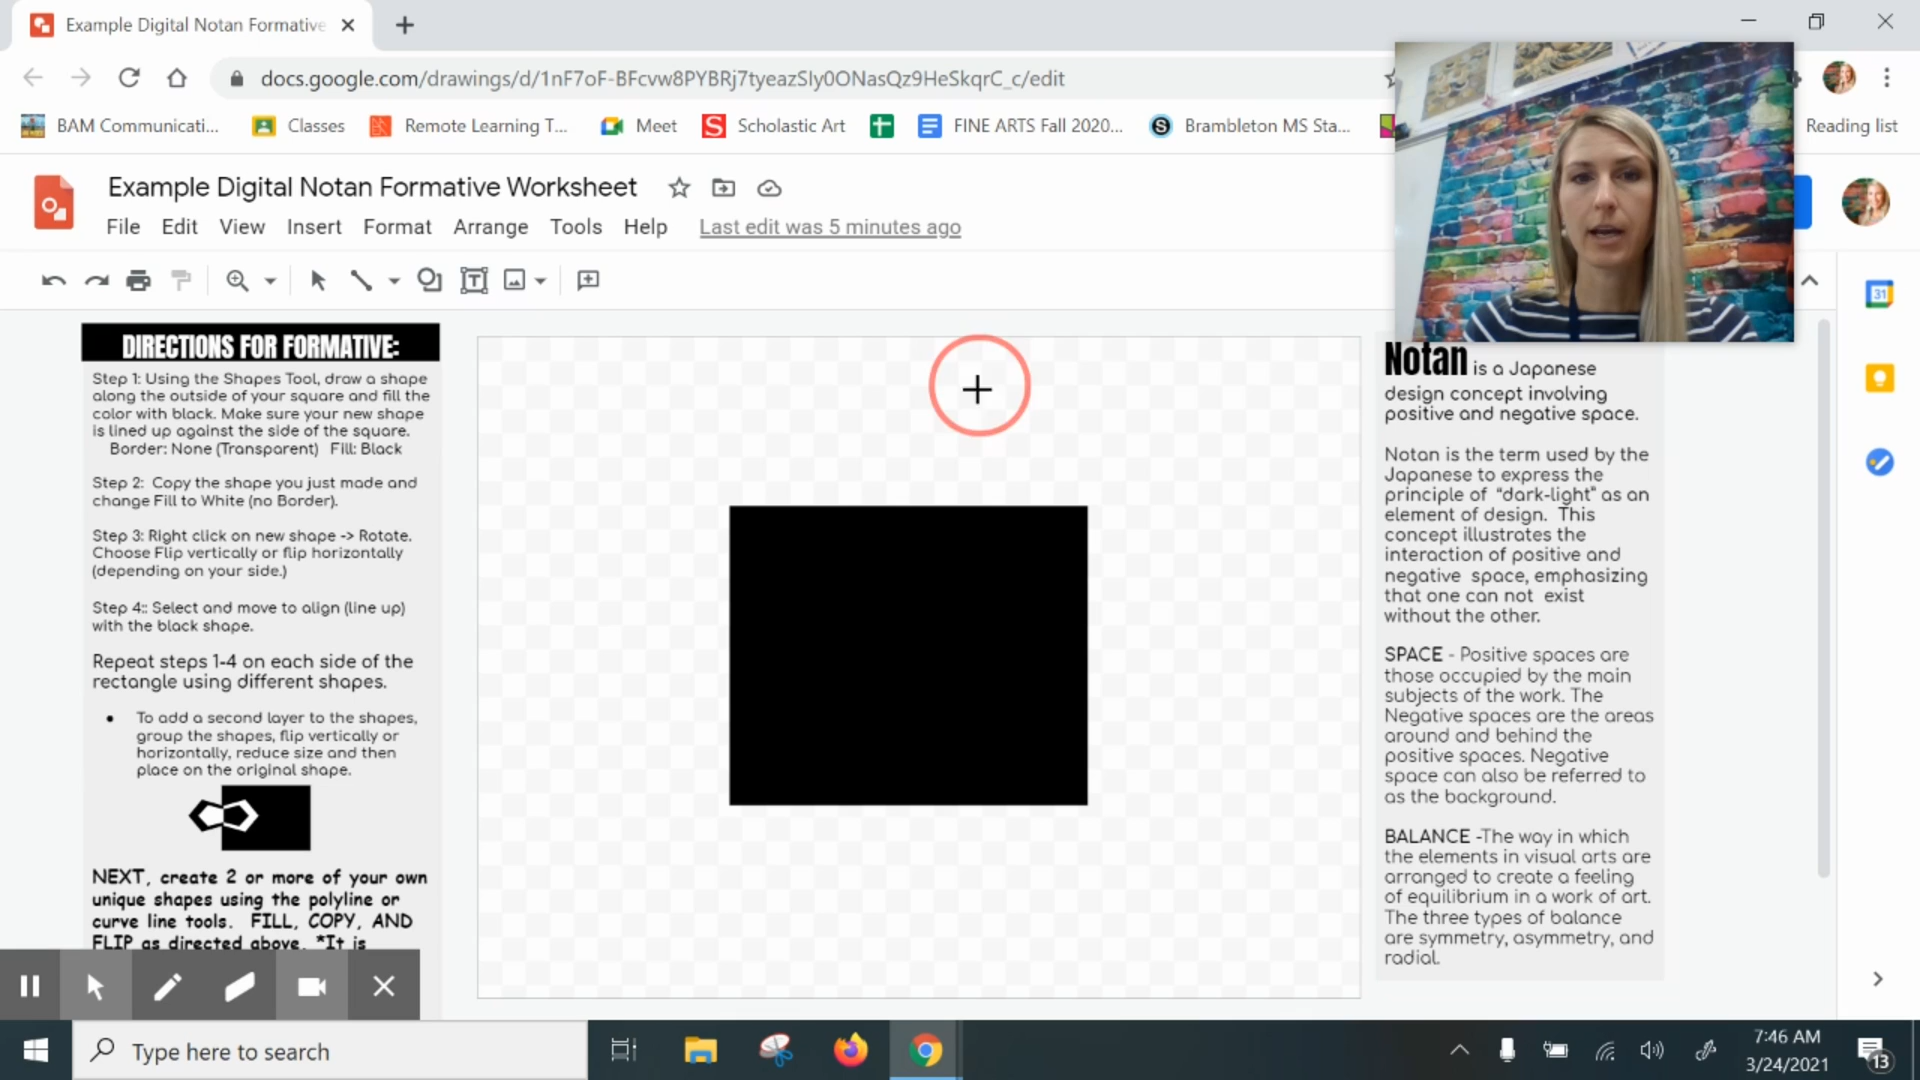 Example Digital Notan Formative
docs.google.com/drawings/d/1nF7oF-BFcvw8PYBRj7tyeazSly0ONasQz9HeSkqrC_c/edit
BAM Communicati... Classes Remote Learning T... Meet Scholastic Art FINE ARTS Fall 2020... Brambleton MS Sta... Reading list
Example Digital Notan Formative Worksheet
File Edit View Insert Format Arrange Tools Help Last edit was 5 minutes ago
31
DIRECTIONS FOR FORMATIVE:
Step 1: Using the Shapes Tool, draw a shape
along the outside of your square and fill the
color with black. Make sure your new shape
is lined up against the side of the square.
Border: None (Transparent) Fill: Black
Step 2: Copy the shape you just made and
change Fill to White (no Border).
Step 3: Right click on new shape -> Rotate.
Choose Flip vertically or flip horizontally
(depending on your side.)
Step 4:: Select and move to align (line up)
with the black shape.
Repeat steps 1-4 on each side of the
rectangle using different shapes.
● To add a second layer to the shapes,
group the shapes, flip vertically or
horizontally, reduce size and then
place on the original shape.
NEXT, create 2 or more of your own
unique shapes using the polyline or
curve line tools. FILL, COPY, AND
FLIP as directed above. *It is
Notan is a Japanese
design concept involving
positive and negative space.
Notan is the term used by the
Japanese to express the
principle of "dark-light" as an
element of design. This
concept illustrates the
interaction of positive and
negative space, emphasizing
that one can not exist
without the other.
SPACE - Positive spaces are
those occupied by the main
subjects of the work. The
Negative spaces are the areas
around and behind the
positive spaces. Negative
space can also be referred to
as the background.
BALANCE -The way in which
the elements in visual arts are
arranged to create a feeling
of equilibrium in a work of art.
The three types of balance
are symmetry, asymmetry, and
radial.
Type here to search
7:46 AM
3/24/2021
13